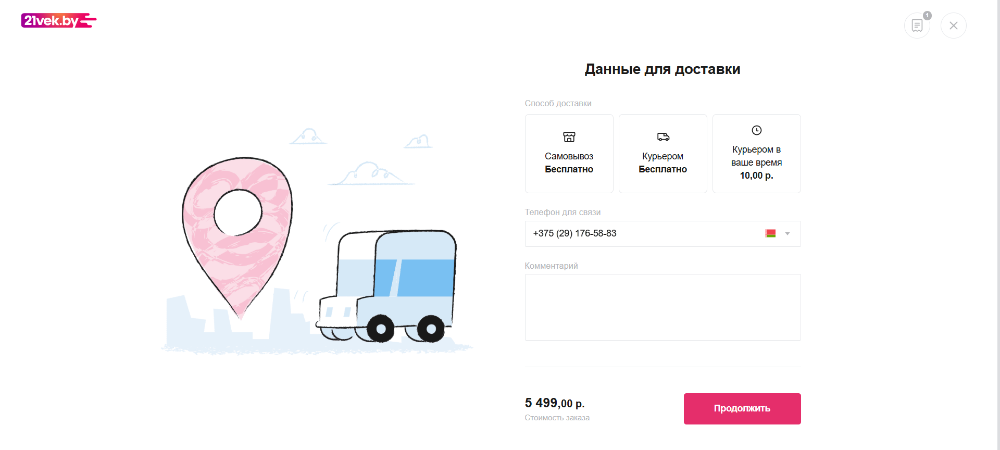 21vek.by
1
Данные для доставки
Способ доставки
Самовывоз
Бесплатно
Курьером
Бесплатно
Курьером в
ваше время
10,00 р.
Телефон для связи
+375 (29) 176-58-83
Комментарий
5 499,00 р.
Стоимость заказа
Продолжить